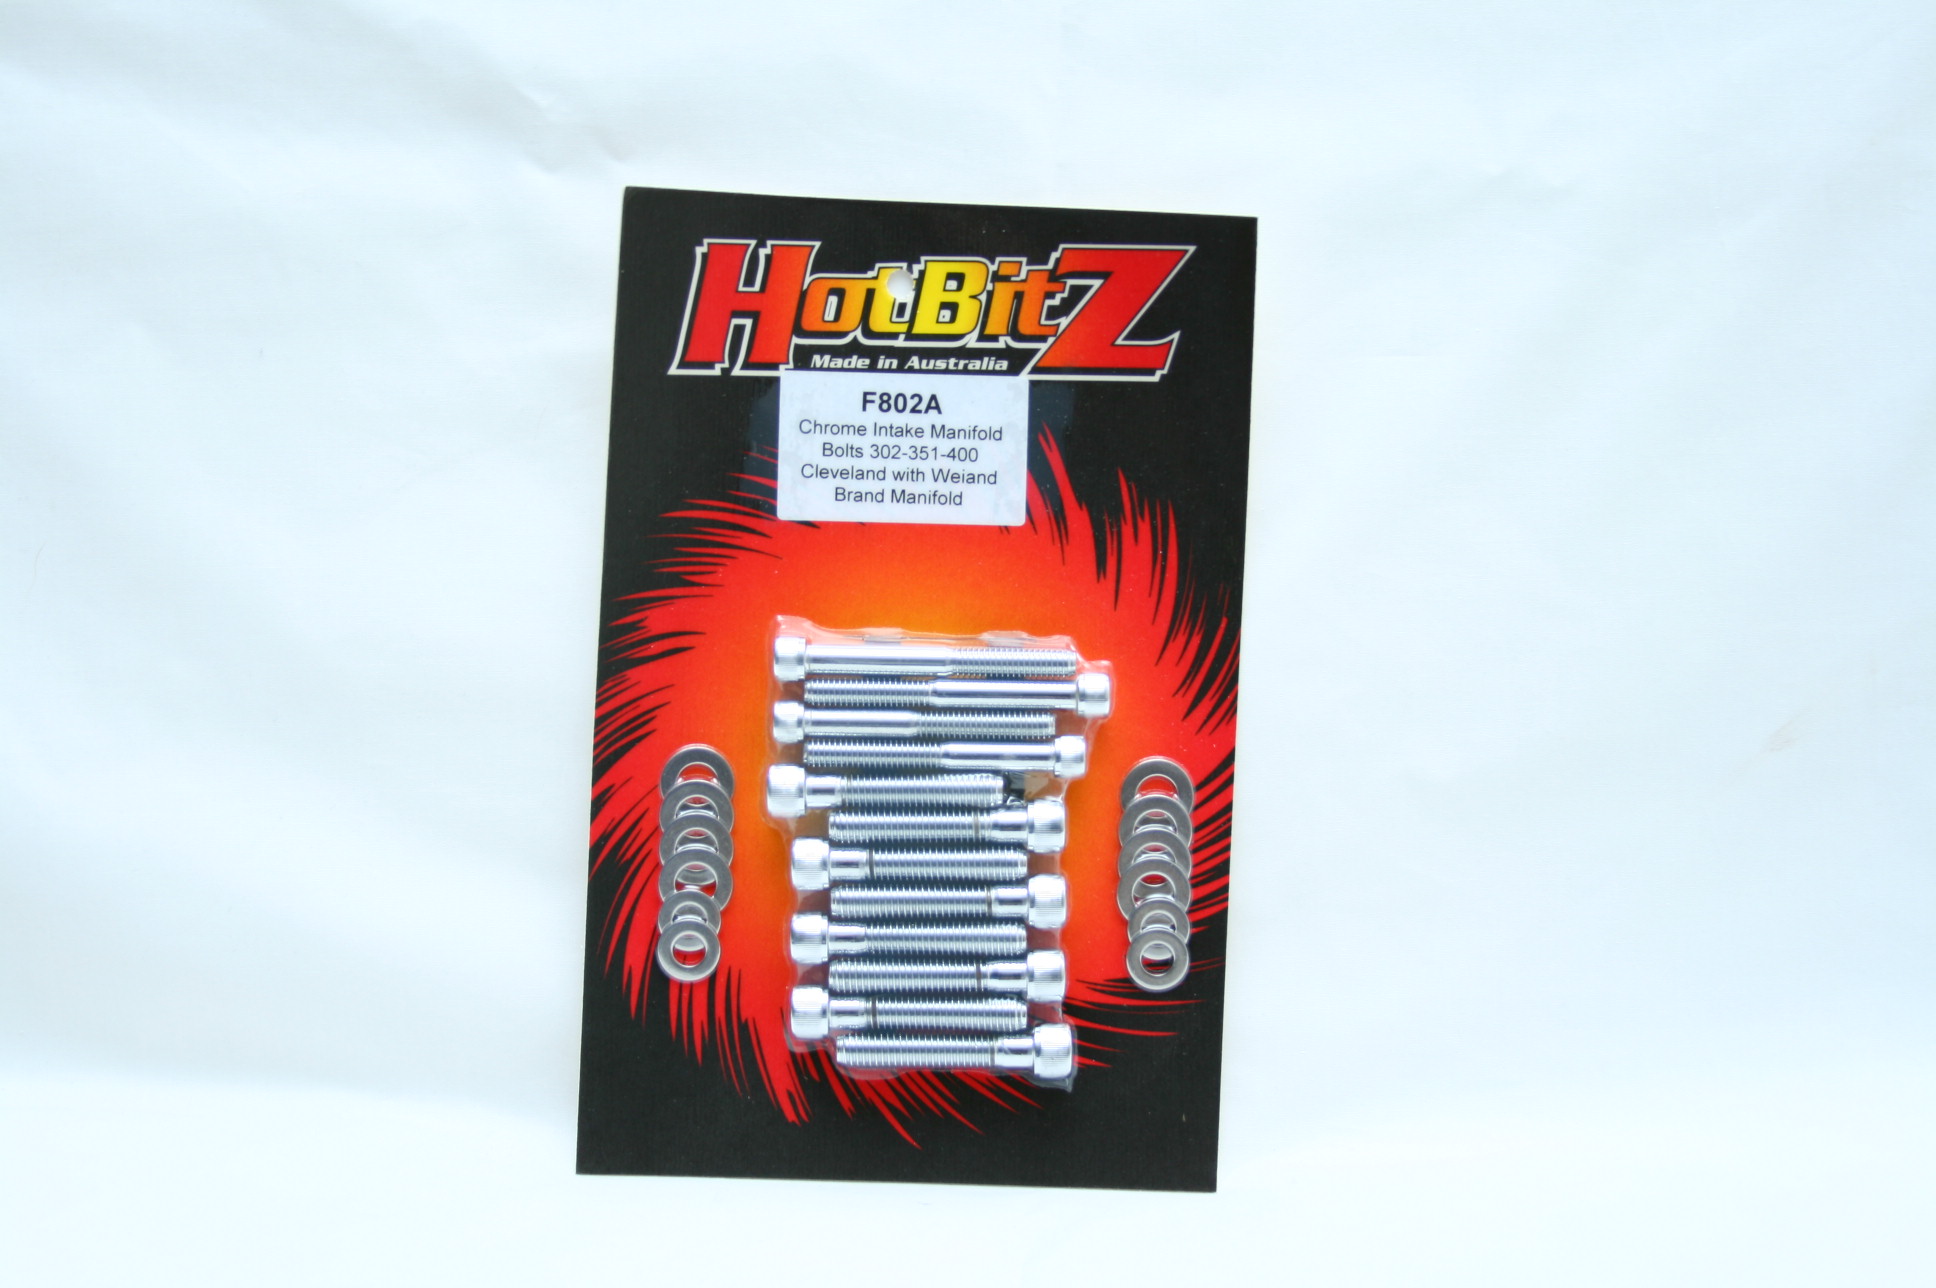 HotBitZ
Made in Australia
F802A
Chrome Intake Manifold
Bolts 302-351-400
Cleveland with Weiand
Brand Manifold